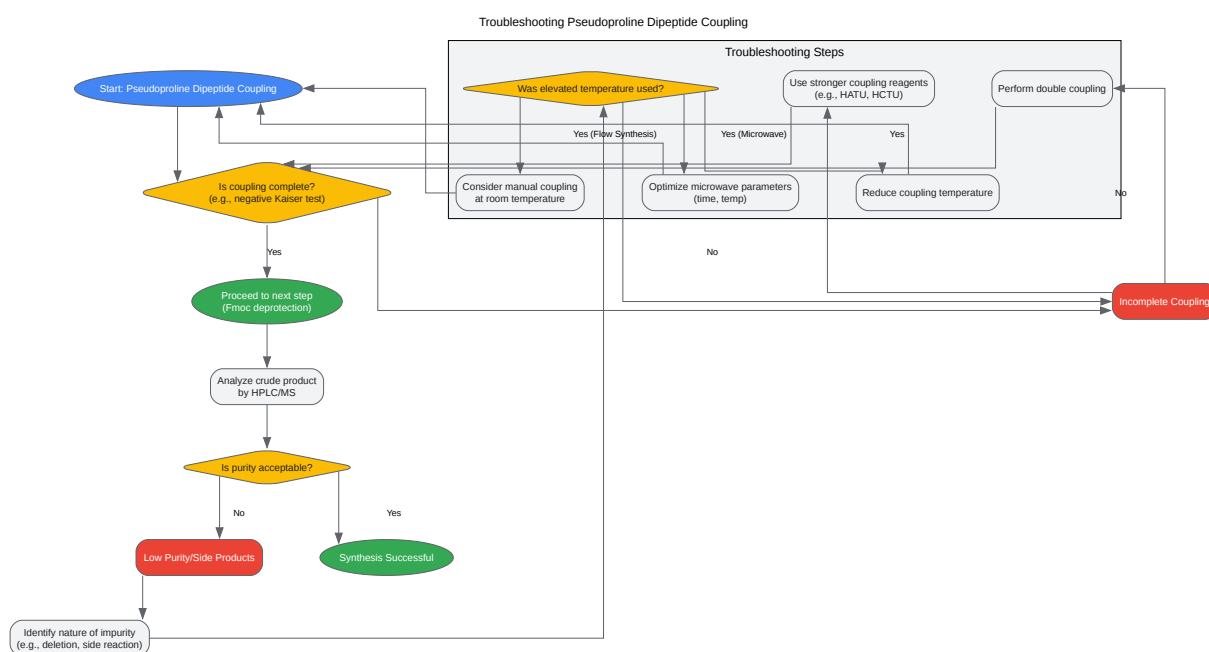 Troubleshooting Pseudoproline Dipeptide Coupling
Troubleshooting Steps
Start: Pseudoproline Dipeptide Coupling
Was elevated temperature used?
Use stronger coupling reagents
(e.g., HATU, HCTU)
Perform double coupling
Yes (Flow Synthesis)
Yes (Microwave)
Yes
Is coupling complete?
(e.g., negative Kaiser test)
Consider manual coupling
at room temperature
Optimize microwave parameters
(time, temp)
Reduce coupling temperature
No
Yes
No
Proceed to next step
(Fmoc deprotection)
Incomplete Coupling
Analyze crude product
by HPLC/MS
Is purity acceptable?
No
Yes
Low Purity/Side Products
Synthesis Successful
Identify nature of impurity
(e.g., deletion, side reaction)